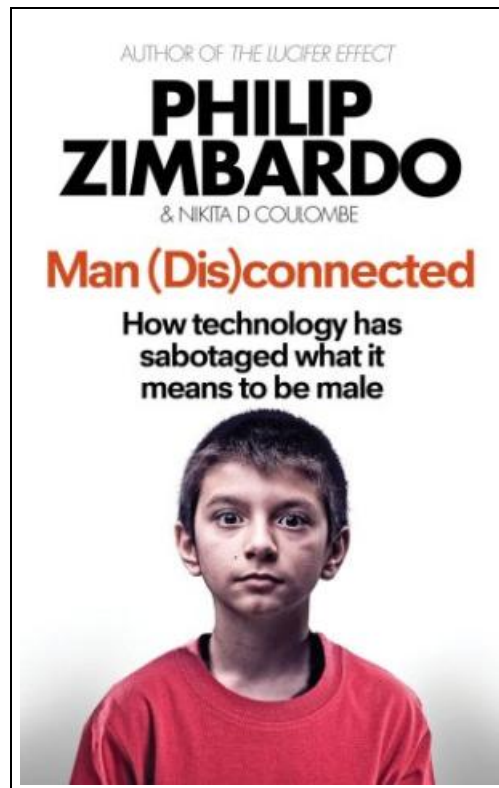 AUTHOR OF THE LUCIFER EFFECT
PHILIP
ZIMBARDO
& NIKITA D COULOMBE
Man (Dis)connected
How technology has
sabotaged what it
means to be male